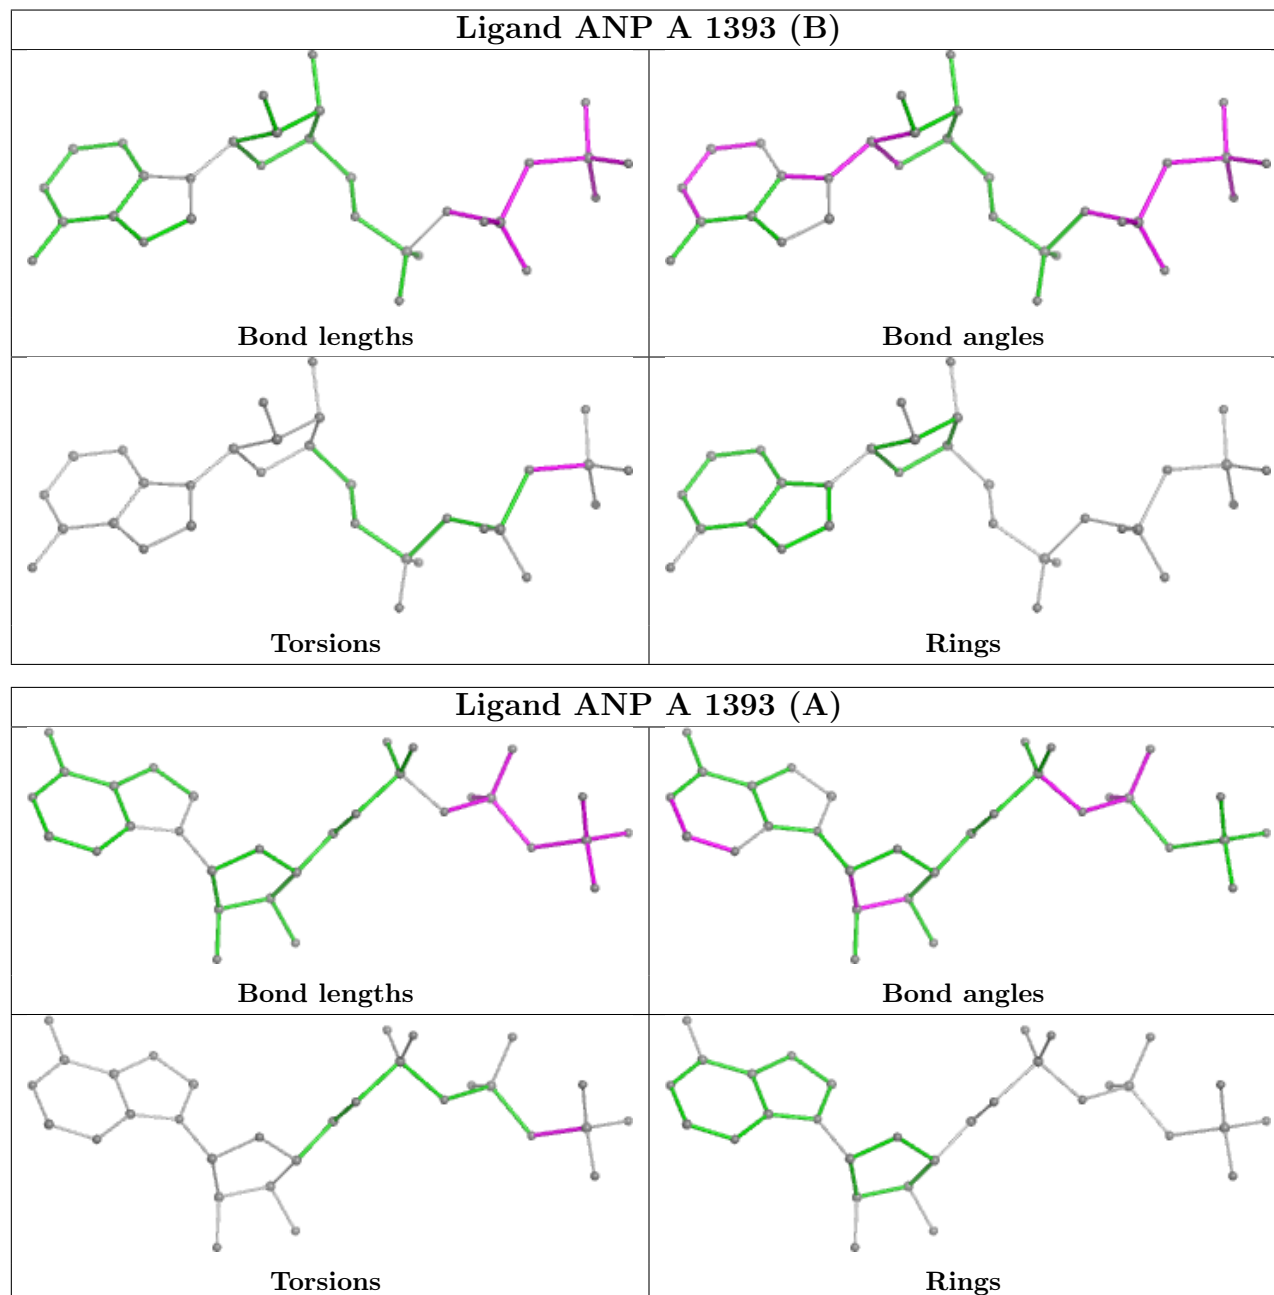 Ligand ANP A 1393 (B)
Bond lengths
Bond angles
Torsions
Rings
Ligand ANP A 1393 (A)
Bond lengths
Bond angles
Torsions
Rings